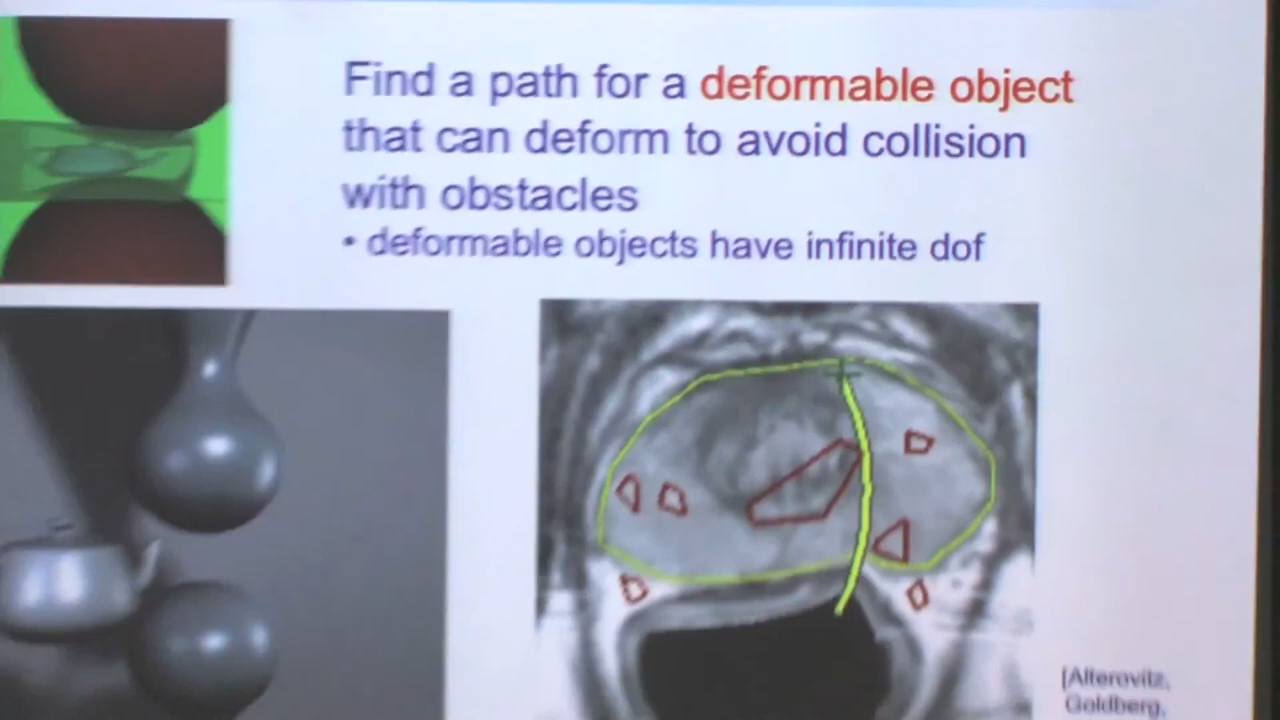 Find a path for a deformable object
that can deform to avoid collision
with obstacles
• deformable objects have infinite dof
[Alterovitz,
Goldberg,